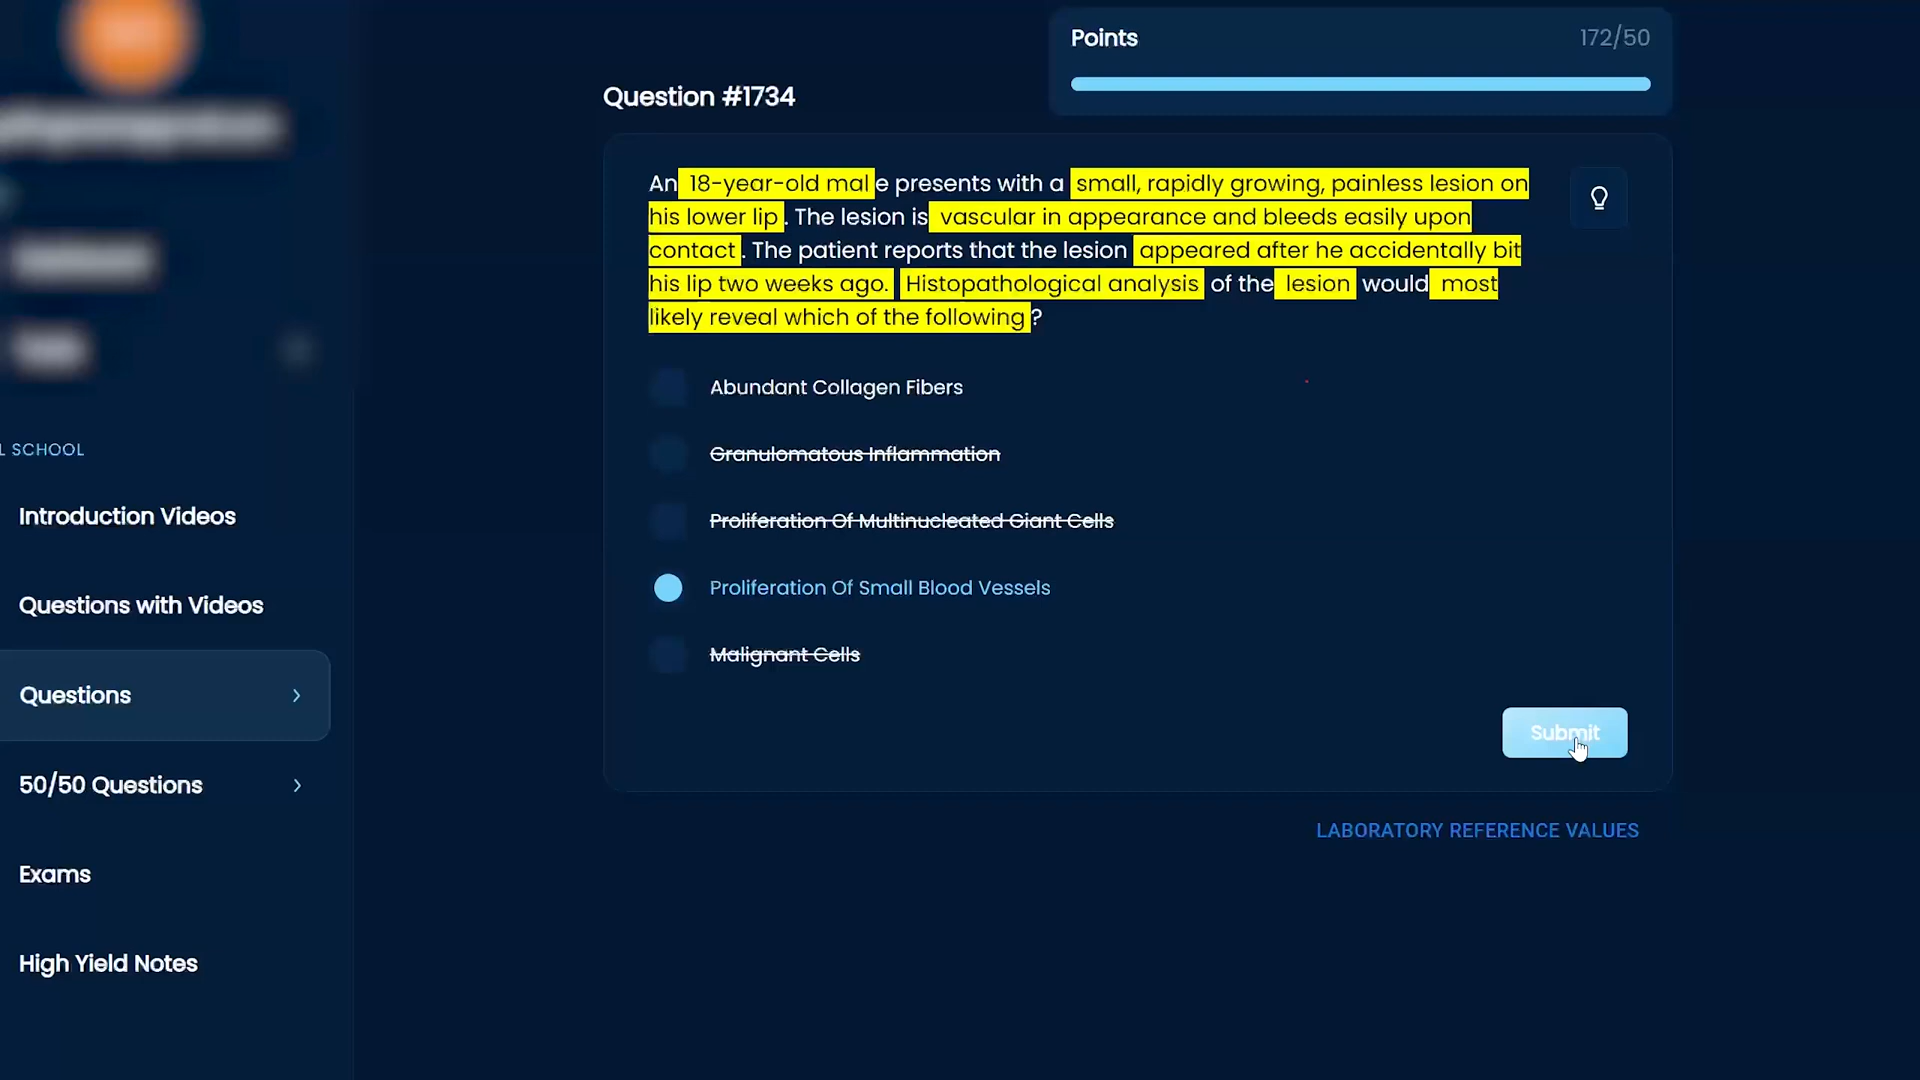 Points
172/50
Question #1734
An 18-year-old male presents with a small, rapidly growing, painless lesion on
his lower lip. The lesion is vascular in appearance and bleeds easily upon
contact. The patient reports that the lesion appeared after he accidentally bit
his lip two weeks ago. Histopathological analysis of the lesion would most
likely reveal which of the following?
Abundant Collagen Fibers
Granulomatous Inflammation
Proliferation Of Multinucleated Giant Cells
Proliferation Of Small Blood Vessels
Malignant Cells
Submit
LABORATORY REFERENCE VALUES
L SCHOOL
Introduction Videos
Questions with Videos
Questions
50/50 Questions
Exams
High Yield Notes